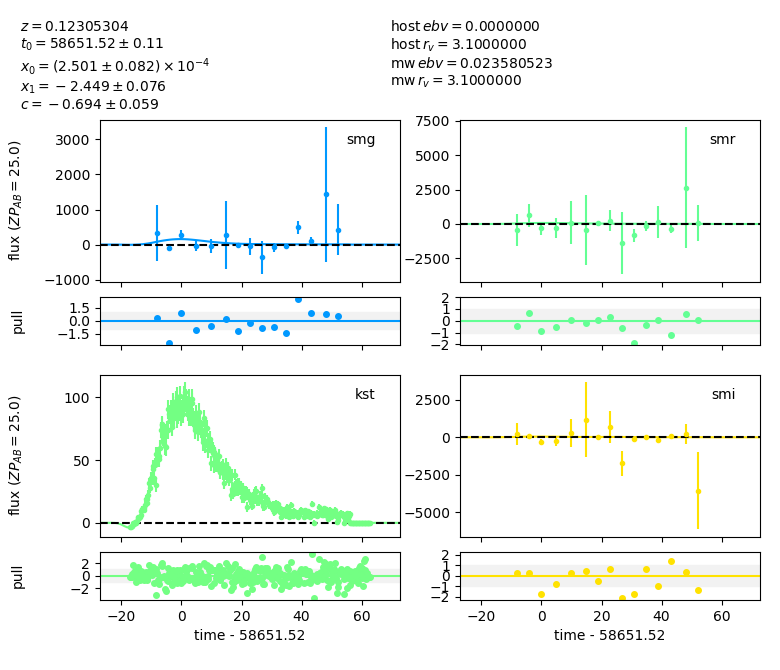 z = 0.12305304
t₀ = 58651.52 ± 0.11
x₀ = (2.501 ± 0.082) × 10⁻⁴
x₁ = −2.449 ± 0.076
c = −0.694 ± 0.059
host ebv = 0.0000000
host r_v = 3.1000000
mw ebv = 0.023580523
mw r_v = 3.1000000
flux (ZP_AB = 25.0)
3000
2000
1000
0
−1000
smg
7500
5000
2500
0
−2500
smr
pull
1.5
0.0
−1.5
2
1
0
−1
−2
flux (ZP_AB = 25.0)
100
50
0
kst
2500
0
−2500
−5000
smi
pull
2
0
−2
−20
0
20
40
60
time - 58651.52
2
1
0
−1
−2
−20
0
20
40
60
time - 58651.52